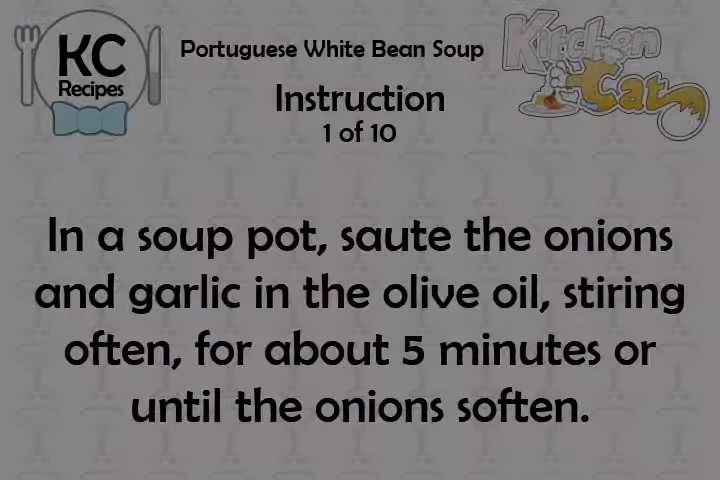 KC
Recipes
Portuguese White Bean Soup
Kitchen
Cat
Instruction
1 of 10
In a soup pot, saute the onions
and garlic in the olive oil, stiring
often, for about 5 minutes or
until the onions soften.